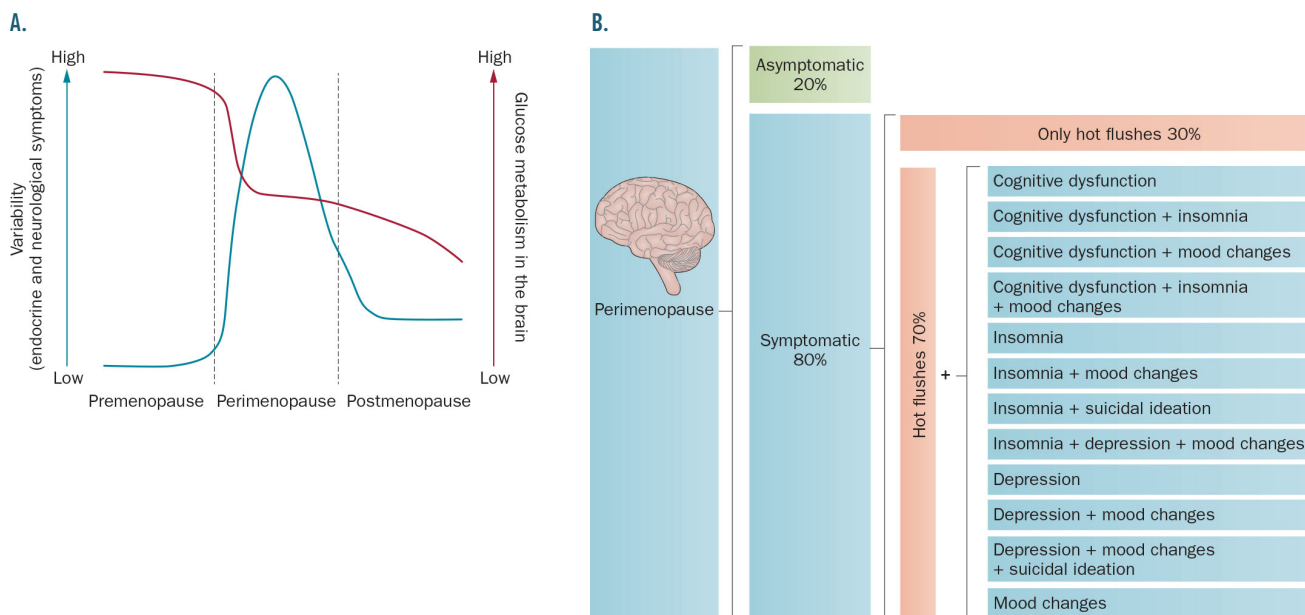 A.
High
Low
Variability
(endocrine and neurological symptoms)
High
Low
Glucose metabolism in the brain
Premenopause
Perimenopause
Postmenopause
B.
Perimenopause
Asymptomatic
20%
Symptomatic
80%
Only hot flushes 30%
Hot flushes 70%
+
Cognitive dysfunction
Cognitive dysfunction + insomnia
Cognitive dysfunction + mood changes
Cognitive dysfunction + insomnia
+ mood changes
Insomnia
Insomnia + mood changes
Insomnia + suicidal ideation
Insomnia + depression + mood changes
Depression
Depression + mood changes
Depression + mood changes
+ suicidal ideation
Mood changes